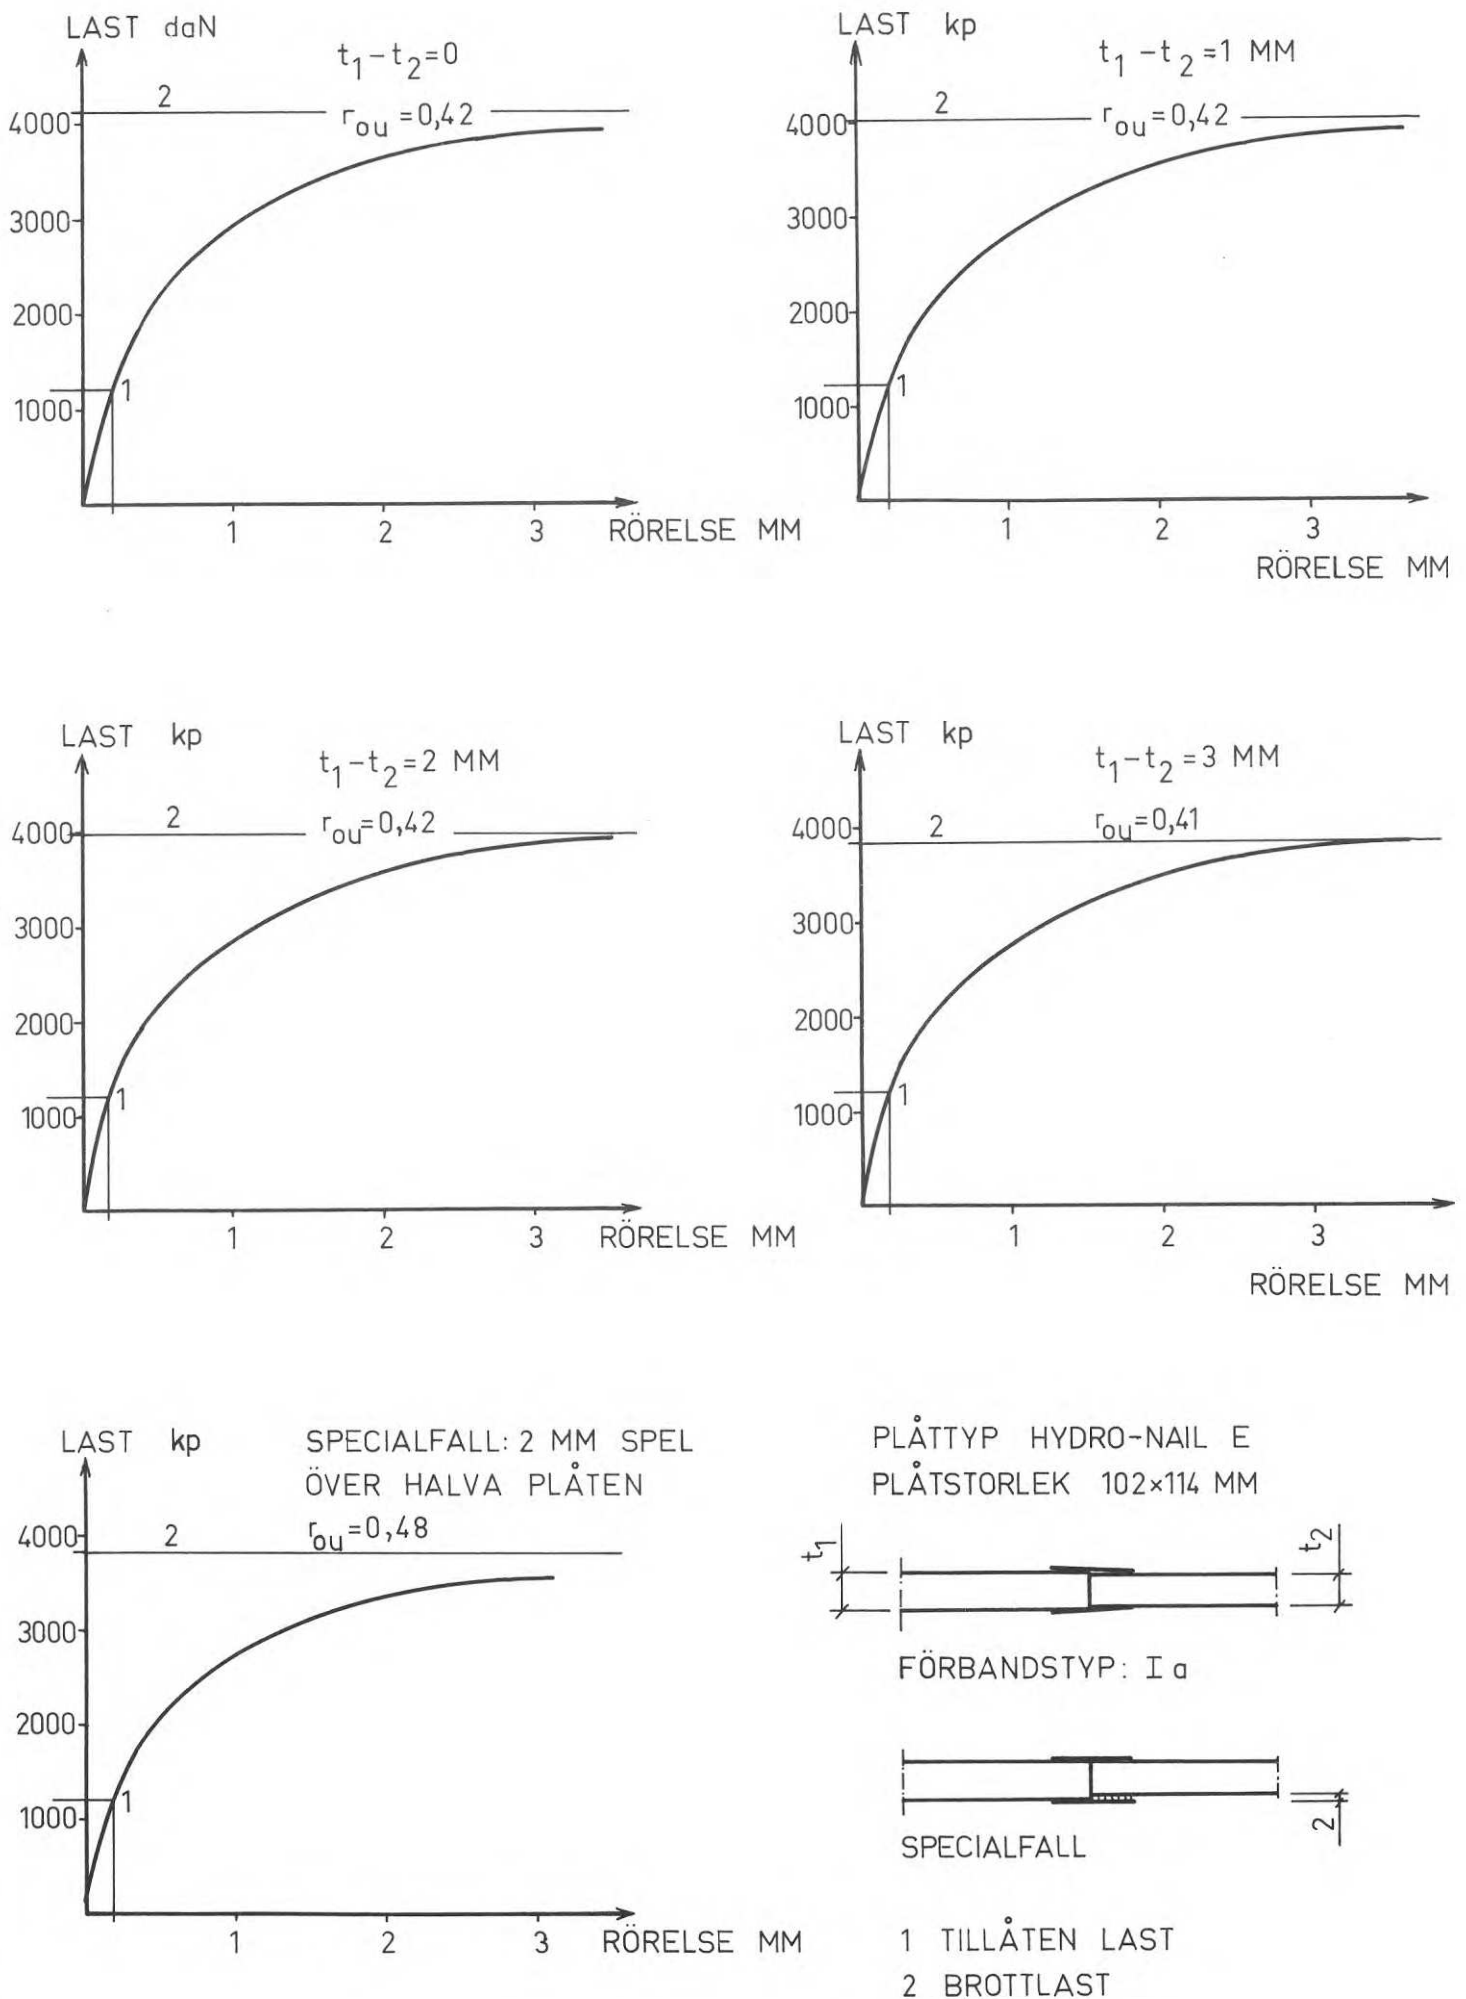 LAST daN
t1-t2=0
2
rou=0,42
4000
3000
2000
1
1000
1 2 3 RÖRELSE MM
LAST kp
t1-t2=1 MM
2
rou=0,42
4000
3000
2000
1
1000
1 2 3
RÖRELSE MM
LAST kp
t1-t2=2 MM
2
rou=0,42
4000
3000
2000
1
1000
1 2 3 RÖRELSE MM
LAST kp
t1-t2=3 MM
rou=0,41
4000
2
3000
2000
1
1000
1 2 3
RÖRELSE MM
LAST kp
SPECIALFALL: 2 MM SPEL
ÖVER HALVA PLÅTEN
rou=0,48
4000
2
3000
2000
1
1000
1 2 3 RÖRELSE MM
PLÅTTYP HYDRO-NAIL E
PLÅTSTORLEK 102×114 MM
t1
t2
FÖRBANDSTYP: I a
2
SPECIALFALL
1 TILLÅTEN LAST
2 BROTTLAST